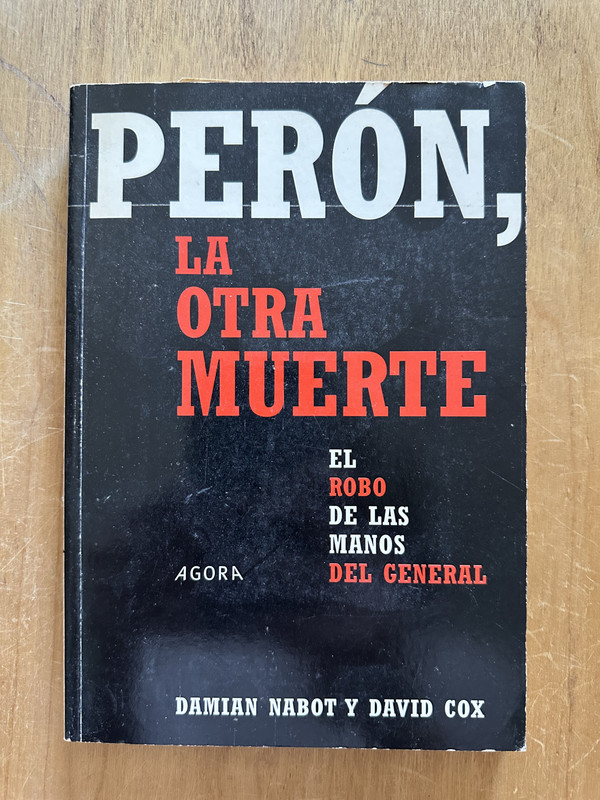 PERÓN,
LA
OTRA
MUERTE
EL
ROBO
DE LAS
MANOS
DEL GENERAL
AGORA
DAMIAN NABOT Y DAVID COX